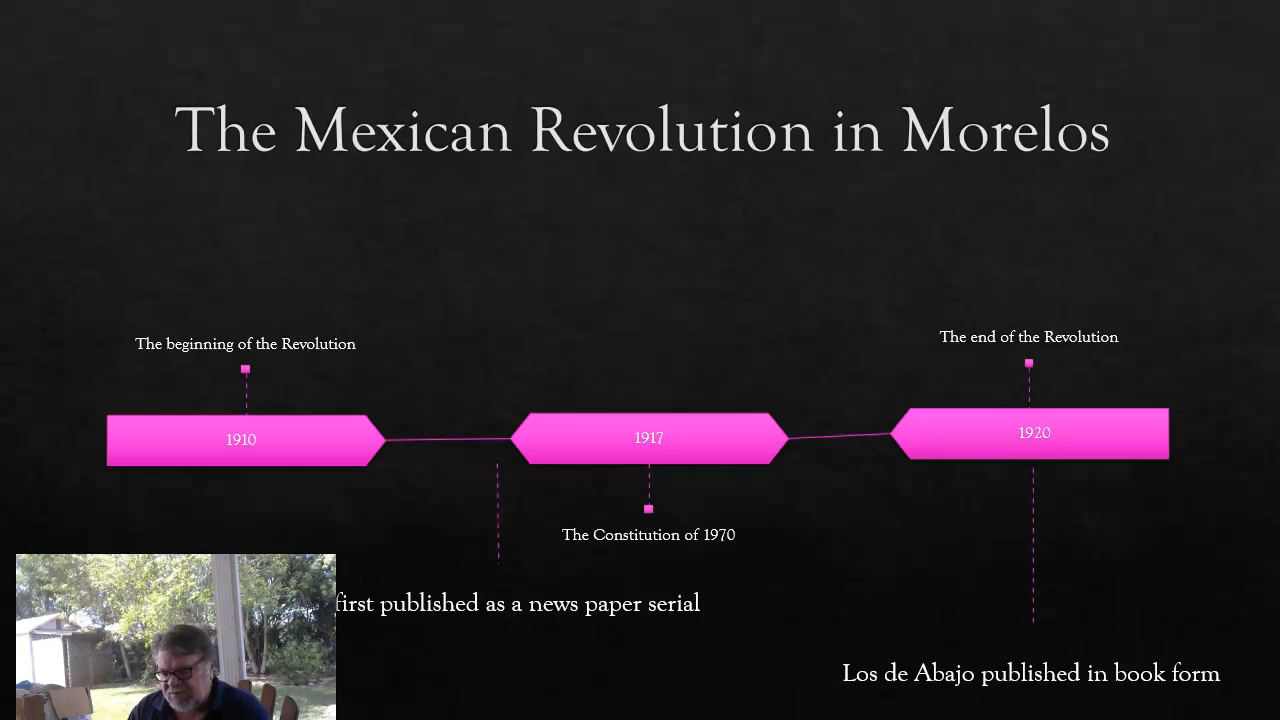 The Mexican Revolution in Morelos
The beginning of the Revolution
The end of the Revolution
1910
1917
1920
The Constitution of 1970
first published as a news paper serial
Los de Abajo published in book form